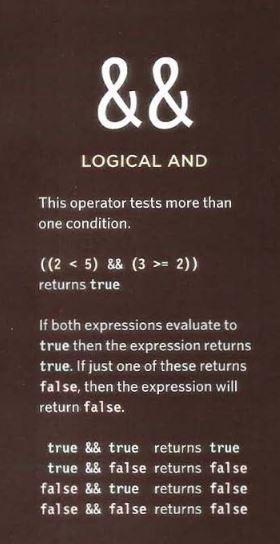 &&
LOGICAL AND
This operator tests more than
one condition.
((2 < 5) && (3 >= 2))
returns true
If both expressions evaluate to
true then the expression returns
true. If just one of these returns
false, then the expression will
return false.
true && true returns true
true && false returns false
false && true returns false
false && false returns false